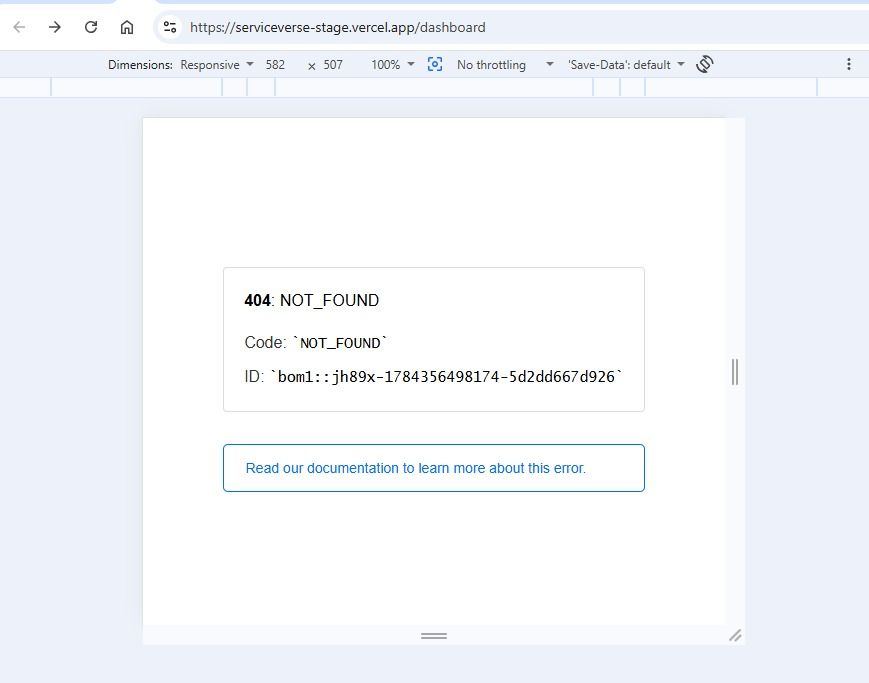 https://serviceverse-stage.vercel.app/dashboard
Dimensions: Responsive 582 × 507 100% No throttling 'Save-Data': default
404: NOT_FOUND
Code: `NOT_FOUND`
ID: `bom1::jh89x-1784356498174-5d2dd667d926`
Read our documentation to learn more about this error.